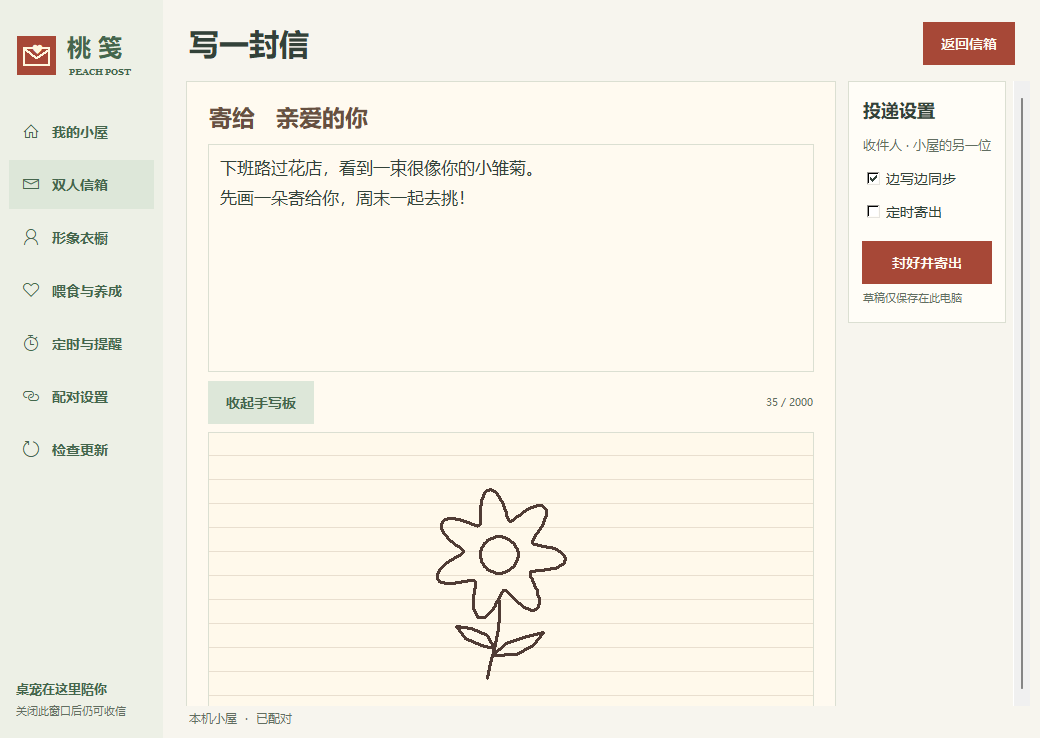 桃笺
PEACH POST
我的小屋
双人信箱
形象衣橱
喂食与养成
定时与提醒
配对设置
检查更新
桌宠在这里陪你
关闭此窗口后仍可收信
写一封信
返回信箱
寄给 亲爱的你
下班路过花店，看到一束很像你的小雏菊。
先画一朵寄给你，周末一起去挑！
收起手写板
35 / 2000
投递设置
收件人 · 小屋的另一位
边写边同步
定时寄出
封好并寄出
草稿仅保存在此电脑
本机小屋 · 已配对